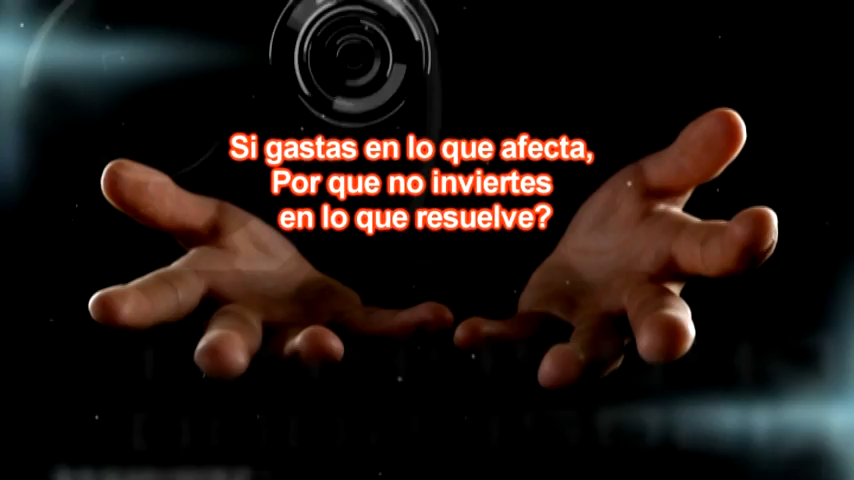 Si gastas en lo que afecta,
Por que no inviertes
en lo que resuelve?